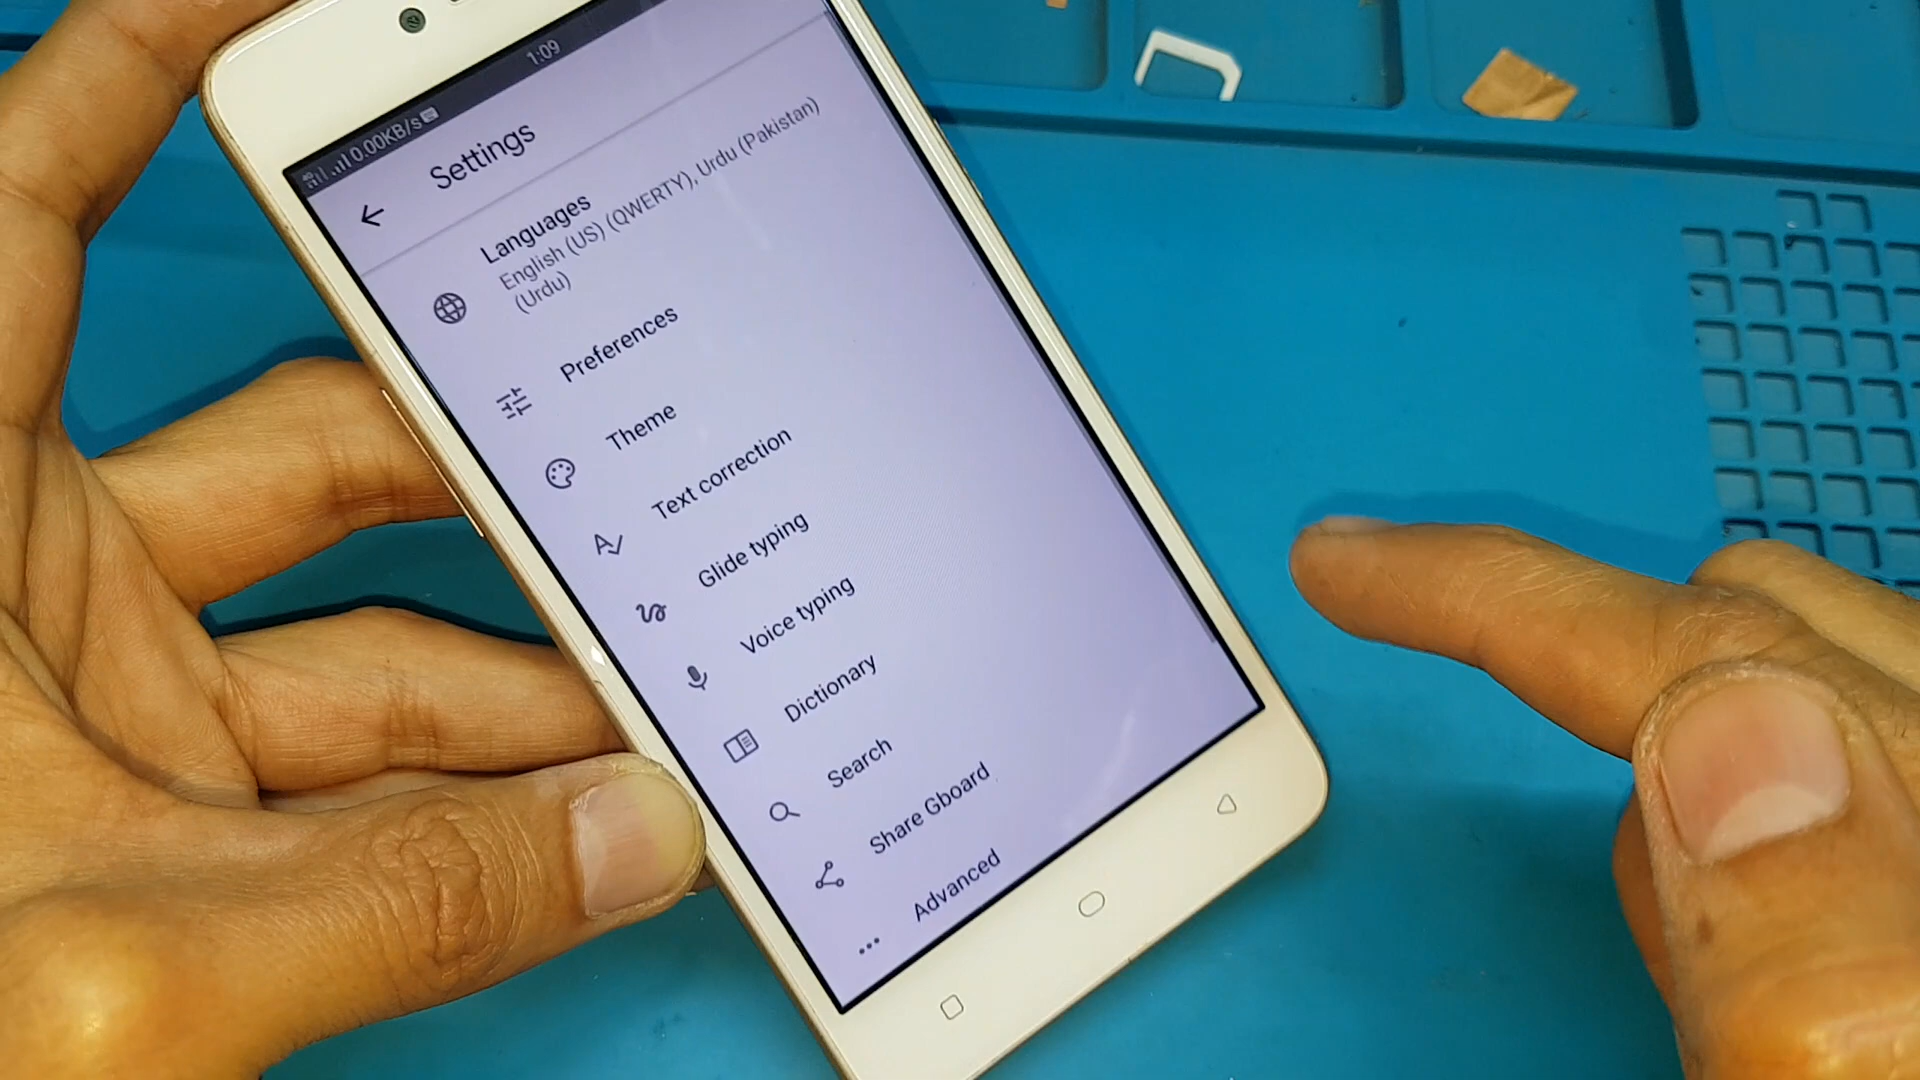 4G 0.00KB/s 1:09
Settings
Languages
English (US) (QWERTY), Urdu (Pakistan)
(Urdu)
Preferences
Theme
Text correction
Glide typing
Voice typing
Dictionary
Search
Share Gboard
Advanced